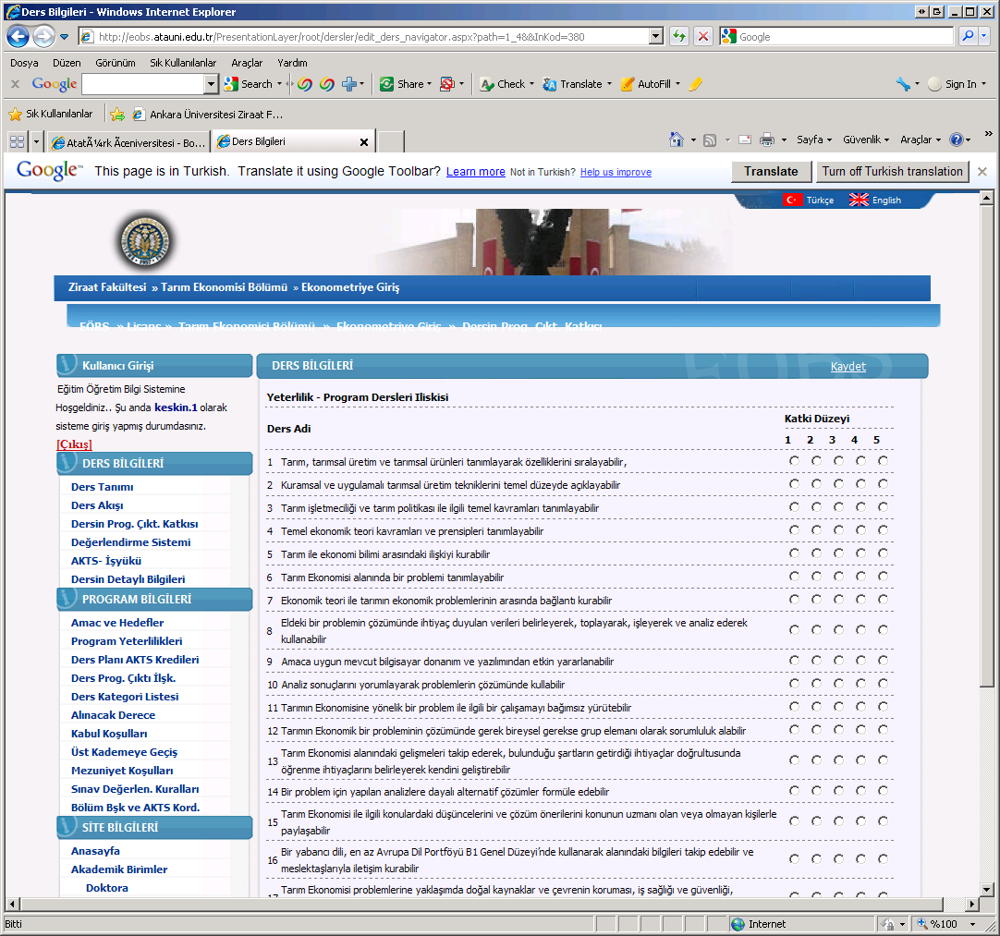 Ders Bilgileri - Windows Internet Explorer
http://eobs.atauni.edu.tr/PresentationLayer/root/dersler/edit_ders_navigator.aspx?path=1_4&&InKod=380
Google
Dosya Düzen Görünüm Sık Kullanılanlar Araçlar Yardım
x Google Search Share Check Translate AutoFill Sign In
Sık Kullanılanlar Ankara Üniversitesi Ziraat F...
AtatÃ¼rk Ãœniversitesi - Bo... Ders Bilgileri Sayfa Güvenlik Araçlar
Google™ This page is in Turkish. Translate it using Google Toolbar? Learn more Not in Turkish? Help us improve Translate Turn off Turkish translation
Türkçe English
Ziraat Fakültesi » Tarım Ekonomisi Bölümü » Ekonometriye Giriş
EÖBS » Lisans » Tarım Ekonomisi Bölümü » Ekonometriye Giriş » Dersin Prog. Çıkt. Katkısı
Kullanıcı Girişi
Eğitim Öğretim Bilgi Sistemine
Hoşgeldiniz.. Şu anda keskin.1 olarak
sisteme giriş yapmış durumdasınız.
[Çıkış]
DERS BİLGİLERİ
Ders Tanımı
Ders Akışı
Dersin Prog. Çıkt. Katkısı
Değerlendirme Sistemi
AKTS- İşyükü
Dersin Detaylı Bilgileri
PROGRAM BİLGİLERİ
Amac ve Hedefler
Program Yeterlilikleri
Ders Planı AKTS Kredileri
Ders Prog. Çıktı İlşk.
Ders Kategori Listesi
Alınacak Derece
Kabul Koşulları
Üst Kademeye Geçiş
Mezuniyet Koşulları
Sınav Değerlen. Kuralları
Bölüm Bşk ve AKTS Kord.
SİTE BİLGİLERİ
Anasayfa
Akademik Birimler
Doktora
DERS BİLGİLERİ Kaydet
Yeterlilik - Program Dersleri Iliskisi
Ders Adi Katki Düzeyi
1 2 3 4 5
1 Tarım, tarımsal üretim ve tarımsal ürünleri tanımlayarak özelliklerini sıralayabilir,
2 Kuramsal ve uygulamalı tarımsal üretim tekniklerini temel düzeyde açıklayabilir
3 Tarım işletmeciliği ve tarım politikası ile ilgili temel kavramları tanımlayabilir
4 Temel ekonomik teori kavramları ve prensipleri tanımlayabilir
5 Tarım ile ekonomi bilimi arasındaki ilişkiyi kurabilir
6 Tarım Ekonomisi alanında bir problemi tanımlayabilir
7 Ekonomik teori ile tarımın ekonomik problemlerinin arasında bağlantı kurabilir
8 Eldeki bir problemin çözümünde ihtiyaç duyulan verileri belirleyerek, toplayarak, işleyerek ve analiz ederek
kullanabilir
9 Amaca uygun mevcut bilgisayar donanım ve yazılımından etkin yararlanabilir
10 Analiz sonuçlarını yorumlayarak problemlerin çözümünde kullabilir
11 Tarımın Ekonomisine yönelik bir problem ile ilgili bir çalışamayı bağımsız yürütebilir
12 Tarımın Ekonomik bir probleminin çözümünde gerek bireysel gerekse grup elemanı olarak sorumluluk alabilir
13 Tarım Ekonomisi alanındaki gelişmeleri takip ederek, bulunduğu şartların getirdiği ihtiyaçlar doğrultusunda
öğrenme ihtiyaçlarını belirleyerek kendini geliştirebilir
14 Bir problem için yapılan analizlere dayalı alternatif çözümler formüle edebilir
15 Tarım Ekonomisi ile ilgili konulardaki düşüncelerini ve çözüm önerilerini konunun uzmanı olan veya olmayan kişilerle
paylaşabilir
16 Bir yabancı dili, en az Avrupa Dil Portföyü B1 Genel Düzeyi'nde kullanarak alanındaki bilgileri takip edebilir ve
meslektaşlarıyla iletişim kurabilir
17 Tarım Ekonomisi problemlerine yaklaşımda doğal kaynaklar ve çevrenin koruması, iş sağlığı ve güvenliği,
Bitti Internet %100